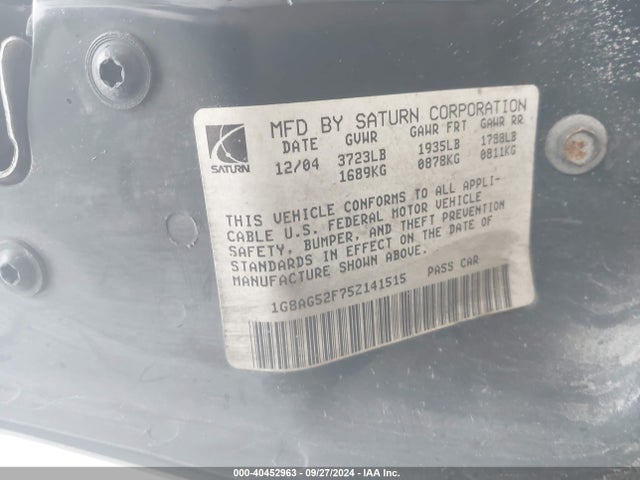 MFD BY SATURN CORPORATION
DATE GVWR GAWR FRT GAWR RR
12/04 3723LB 1935LB 1788LB
1689KG 0878KG 0811KG
SATURN
THIS VEHICLE CONFORMS TO ALL APPLI-
CABLE U.S. FEDERAL MOTOR VEHICLE
SAFETY, BUMPER, AND THEFT PREVENTION
STANDARDS IN EFFECT ON THE DATE OF
MANUFACTURE SHOWN ABOVE.
1G8AG52F75Z141515 PASS CAR
000-40452963 - 09/27/2024 - IAA Inc.